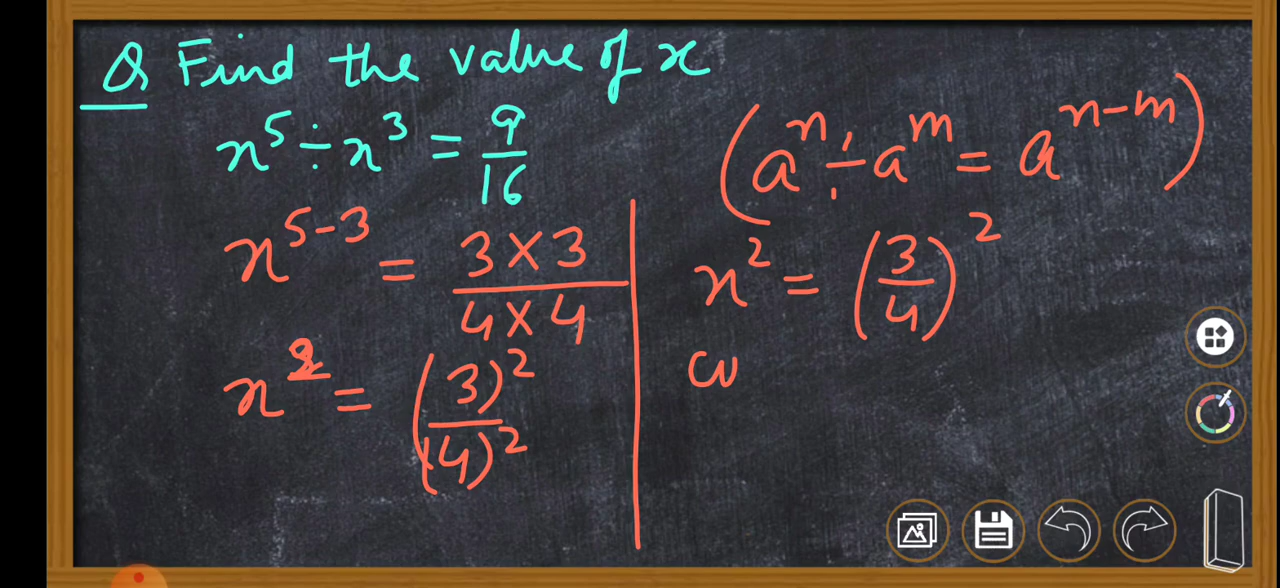 Q Find the value of x
x⁵ ÷ x³ = 9/16
(aⁿ ÷ aᵐ = aⁿ⁻ᵐ)
x⁵⁻³ = 3×3/4×4
x² = (3)²/(4)²
x² = (3/4)²